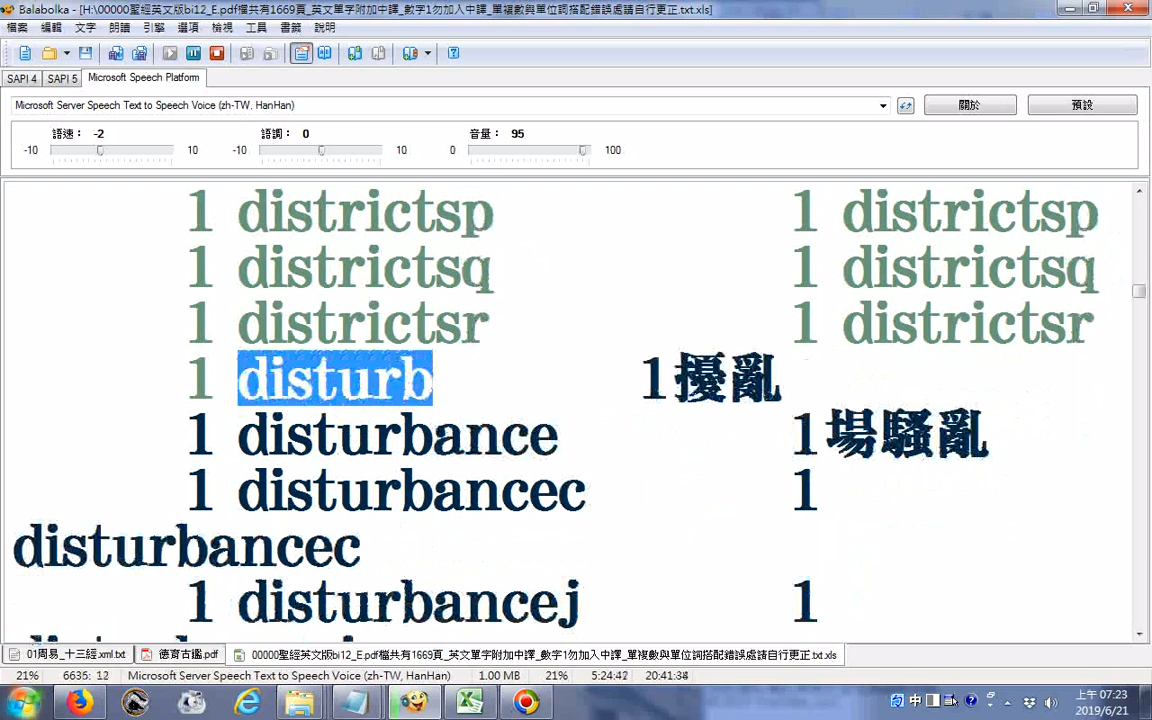 Balabolka - [H:\00000聖經英文版bi12_E.pdf檔共有1669頁_英文單字附加中譯_數字1勿加入中譯_單複數與單位詞搭配錯誤處請自行更正.txt.xls]
檔案 編輯 文字 朗讀 引擎 選項 檢視 工具 書籤 說明
SAPI 4 SAPI 5 Microsoft Speech Platform
Microsoft Server Speech Text to Speech Voice (zh-TW, HanHan) 關於 預設
語速： -2 語調： 0 音量： 95
-10 10 -10 10 0 100
1 districtsp 1 districtsp
1 districtsq 1 districtsq
1 districtsr 1 districtsr
1 disturb 1擾亂
1 disturbance 1場騷亂
1 disturbancec 1
disturbancec
1 disturbancej 1
01周易_十三經.xml.txt 德育古鑑.pdf 00000聖經英文版bi12_E.pdf檔共有1669頁_英文單字附加中譯_數字1勿加入中譯_單複數與單位詞搭配錯誤處請自行更正.txt.xls
21% 6635: 12 Microsoft Server Speech Text to Speech Voice (zh-TW, HanHan) 1.00 MB 21% 5:24:42 20:41:38
中 上午 07:23
2019/6/21